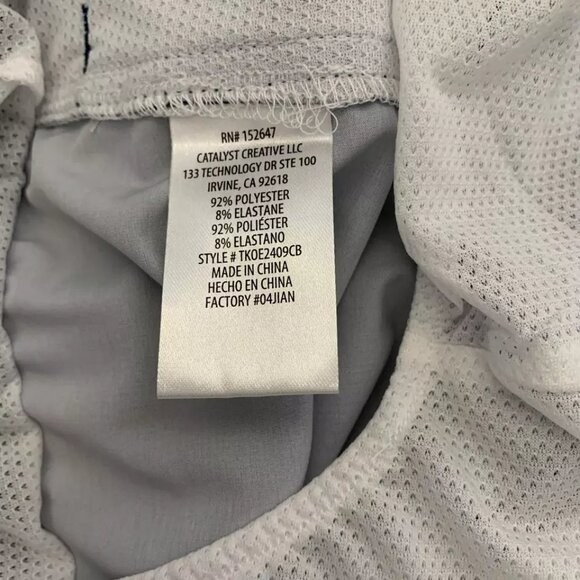 RN# 152647
CATALYST CREATIVE LLC
133 TECHNOLOGY DR STE 100
IRVINE, CA 92618
92% POLYESTER
8% ELASTANE
92% POLIÉSTER
8% ELASTANO
STYLE # TKOE2409CB
MADE IN CHINA
HECHO EN CHINA
FACTORY #04JIAN